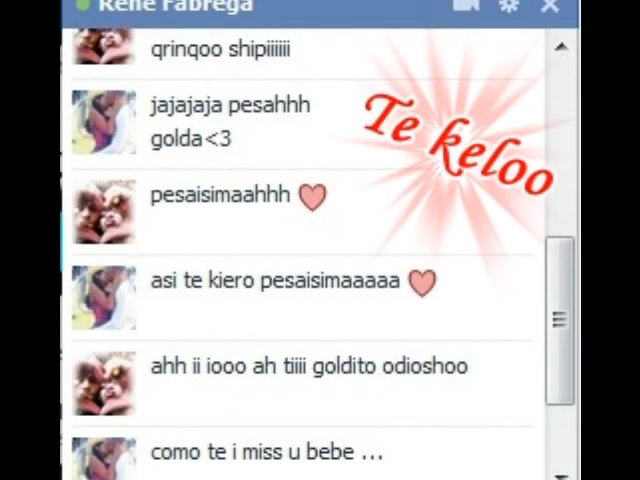 Rene Fabrega
qrinqoo shipiiiiii
jajajaja pesahhh
golda<3
Te keloo
pesaisimaahhh
asi te kiero pesaisimaaaaa
ahh ii iooo ah tiiii goldito odioshoo
como te i miss u bebe ...